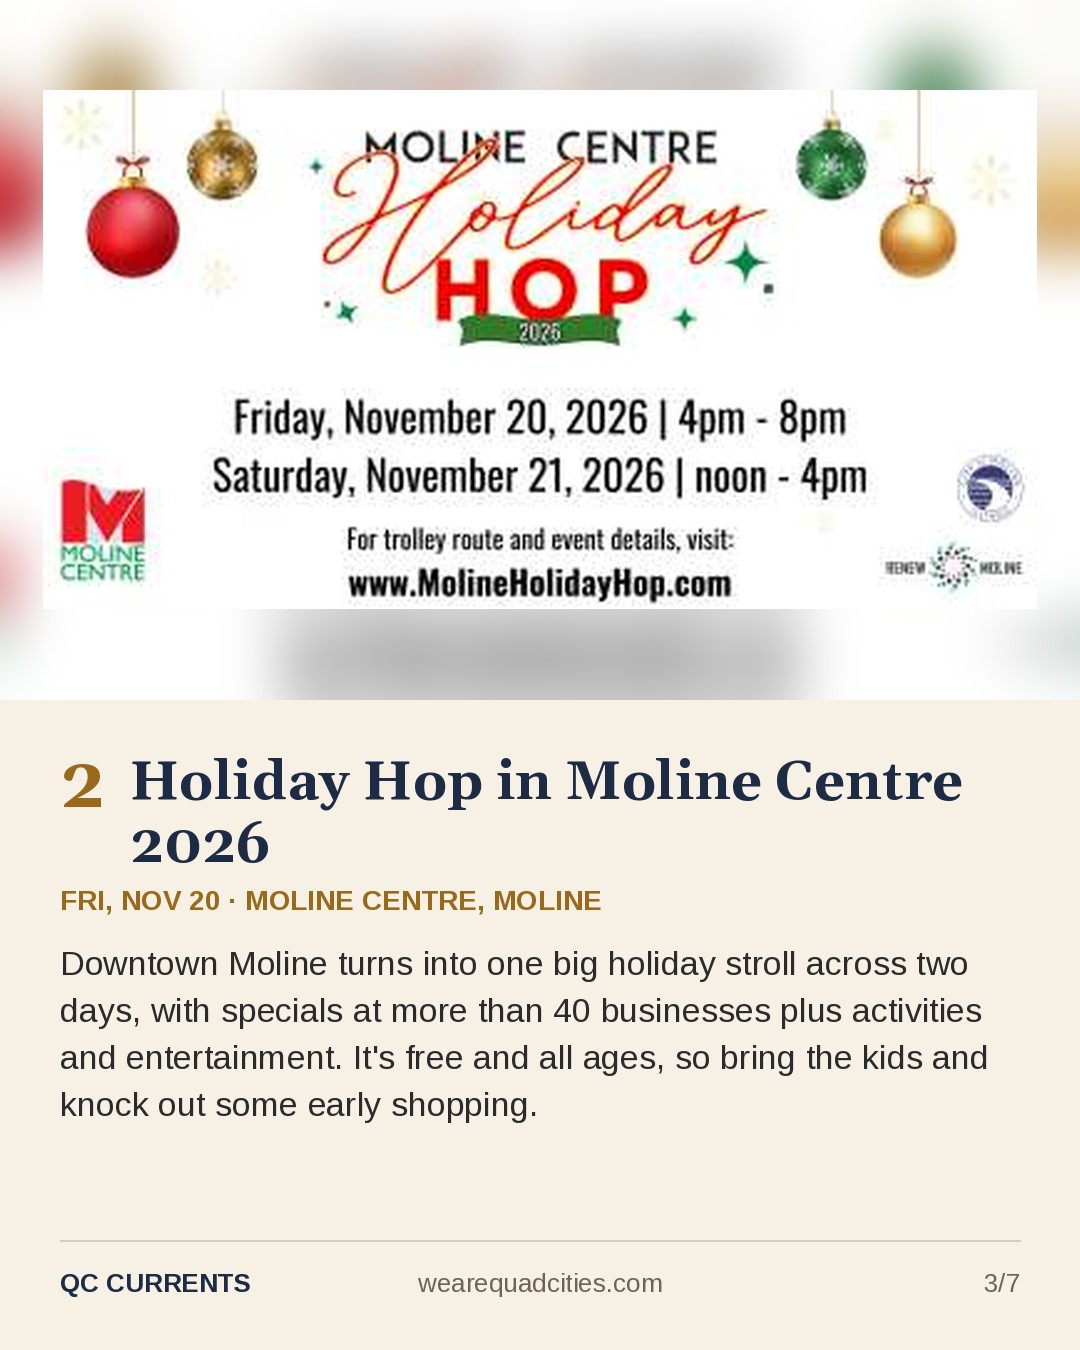 MOLINE CENTRE
Holiday
HOP
2026
Friday, November 20, 2026 | 4pm - 8pm
Saturday, November 21, 2026 | noon - 4pm
For trolley route and event details, visit:
www.MolineHolidayHop.com
MOLINE
CENTRE
RENEW MOLINE
2 Holiday Hop in Moline Centre
2026
FRI, NOV 20 · MOLINE CENTRE, MOLINE
Downtown Moline turns into one big holiday stroll across two
days, with specials at more than 40 businesses plus activities
and entertainment. It's free and all ages, so bring the kids and
knock out some early shopping.
QC CURRENTS
wearequadcities.com
3/7